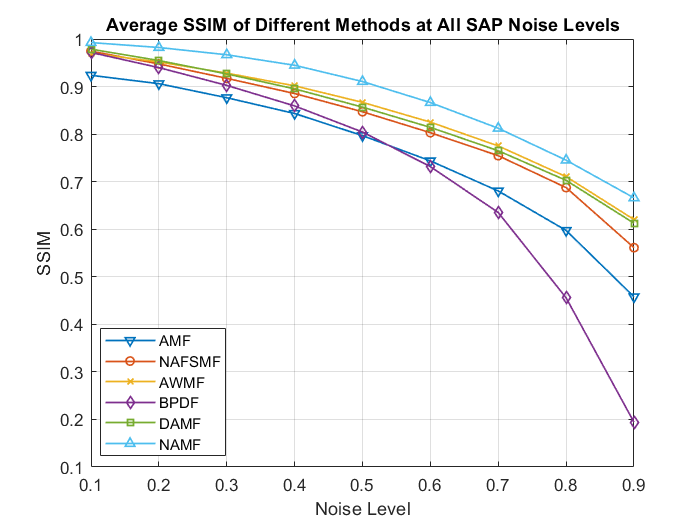 Average SSIM of Different Methods at All SAP Noise Levels
1
0.9
0.8
0.7
0.6
0.5
0.4
0.3
0.2
0.1
SSIM
AMF
NAFSMF
AWMF
BPDF
DAMF
NAMF
0.1 0.2 0.3 0.4 0.5 0.6 0.7 0.8 0.9
Noise Level